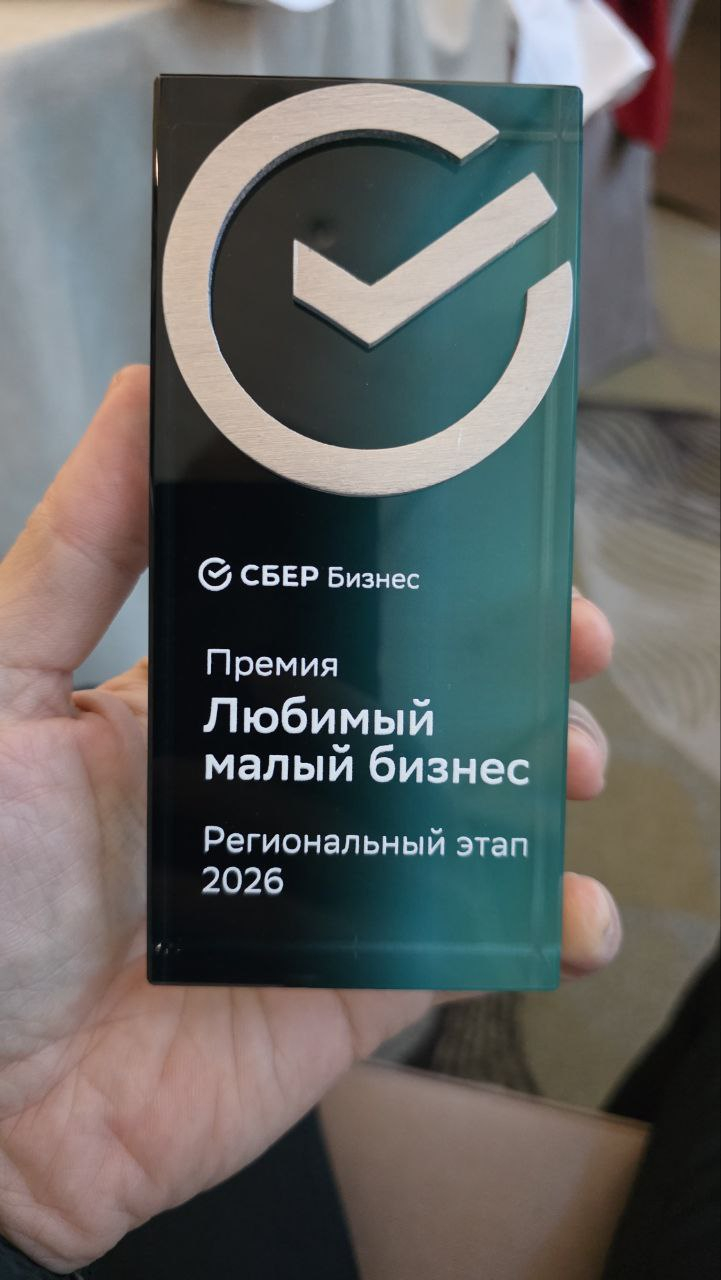 СБЕР Бизнес
Премия
Любимый
малый бизнес
Региональный этап
2026